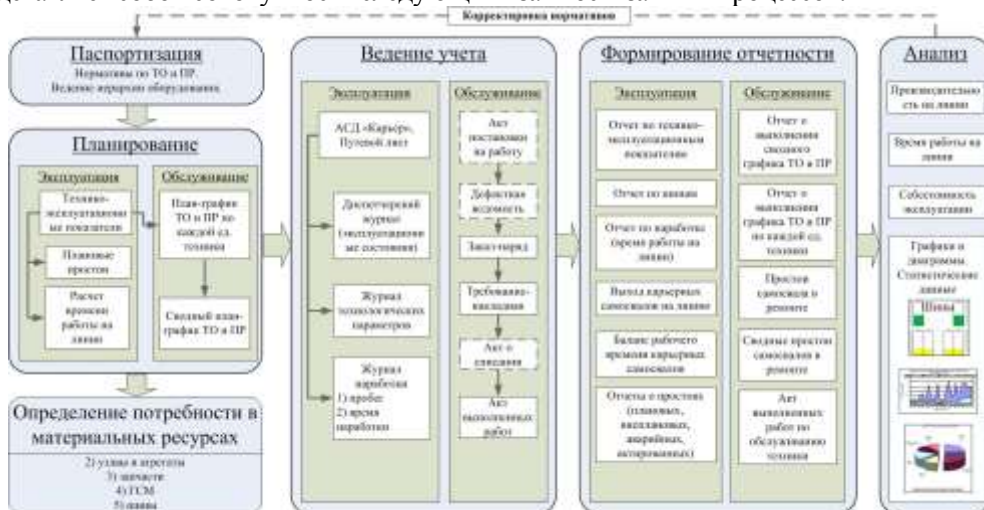 Корректировка нормативов
Паспортизация
Нормативы по ТО и ПР.
Ведение иерархии оборудования.
Планирование
Эксплуатация
Технико-
эксплуатационн
ые показатели
Плановые
простои
Расчет
времени
работы на
линии
Обслуживание
План-график
ТО и ПР по
каждой ед.
техники
Сводный план-
график ТО и ПР
Определение потребности в
материальных ресурсах
2) узлы и агрегаты
3) запчасти
4) ГСМ
5) шины
Ведение учета
Эксплуатация
АСД «Карьер».
Путевой лист
Диспетчерский
журнал
(эксплуатационн
ые состояния)
Журнал
технологических
параметров
Журнал
наработки
1) пробег
2) время
наработки
Обслуживание
Акт
постановки
на работу
Дефектная
ведомость
Заказ-наряд
Требование-
накладная
Акт о
списании
Акт
выполненных
работ
Формирование отчетности
Эксплуатация
Отчет по технико-
эксплуатационным
показателям
Отчет по шинам
Отчет по наработке
(время работы на
линии)
Выход карьерных
самосвалов на линию
Баланс рабочего
времени карьерных
самосвалов
Отчеты о простоях
(плановых,
внеплановых,
аварийных,
актированных)
Обслуживание
Отчет о
выполнении
сводного
графика ТО и ПР
Отчет о
выполнении
графика ТО и ПР
по каждой ед.
техники
Простои
самосвала в
ремонте
Сводные простои
самосвалов в
ремонте
Акт
выполненных
работ по
обслуживанию
техники
Анализ
Производительно
сть на линии
Время работы на
линии
Себестоимость
эксплуатации
Графики и
диаграммы.
Статистические
данные
Шины